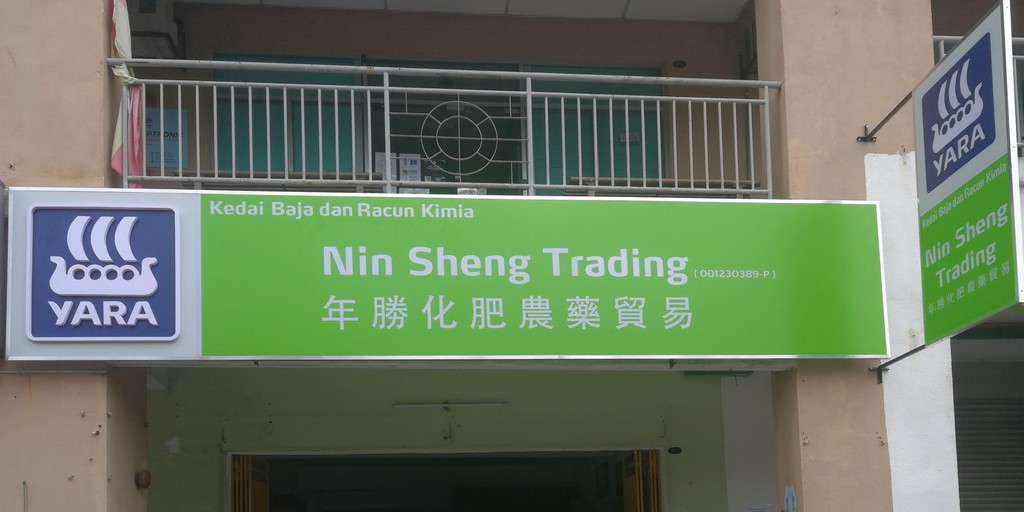 Kedai Baja dan Racun Kimia
Nin Sheng Trading (001230389-P)
年勝化肥農藥貿易
YARA
YARA
Kedai Baja dan Racun Kimia
Nin Sheng
Trading
年勝化肥農藥貿易